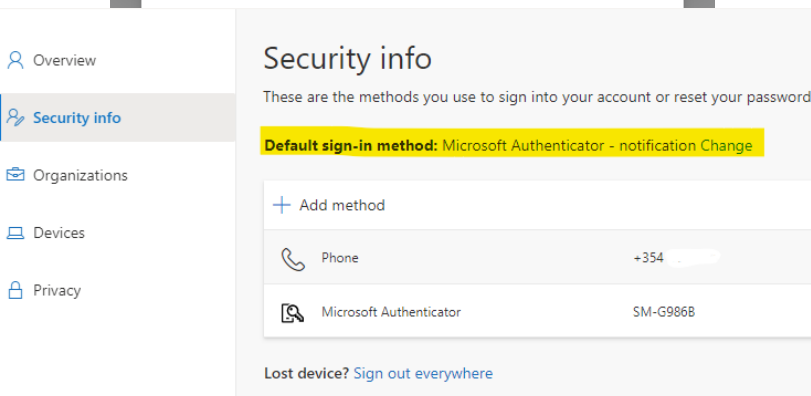 Overview
Security info
Organizations
Devices
Privacy
Security info
These are the methods you use to sign into your account or reset your password
Default sign-in method: Microsoft Authenticator - notification Change
Add method
Phone +354
Microsoft Authenticator SM-G986B
Lost device? Sign out everywhere